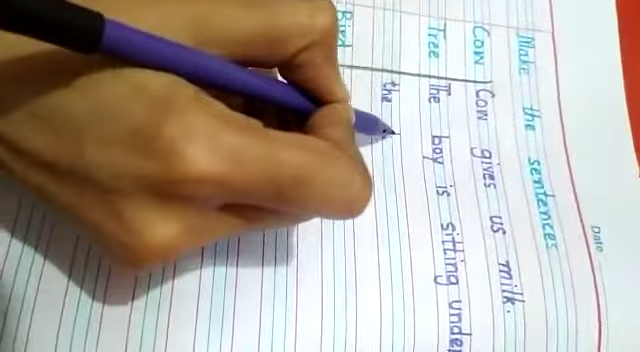 Date
Make the sentences
Cow Cow gives us milk.
Tree The boy is sitting under
the
Bird